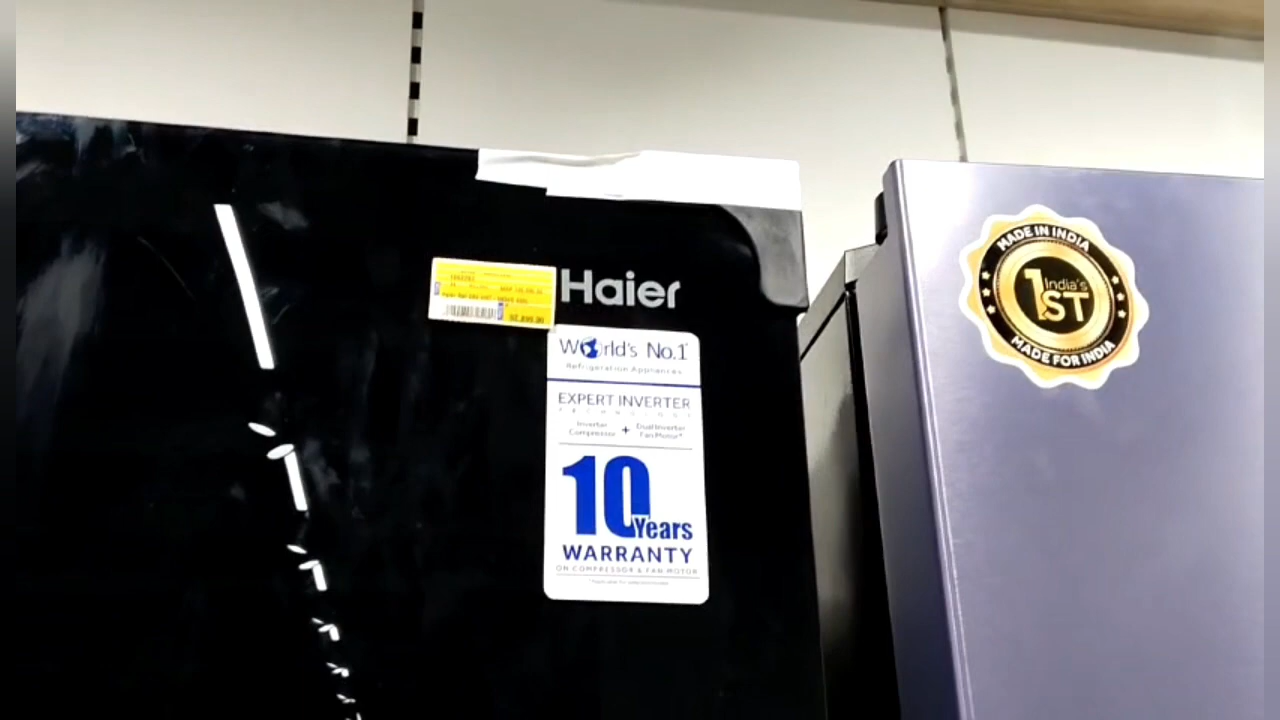 Haier
World's No.1*
Refrigeration Appliances
EXPERT INVERTER
TECHNOLOGY
Inverter Compressor + Dual Inverter Fan Motor*
10 Years
WARRANTY
ON COMPRESSOR & FAN MOTOR
MADE IN INDIA
India's
1ST
MADE FOR INDIA